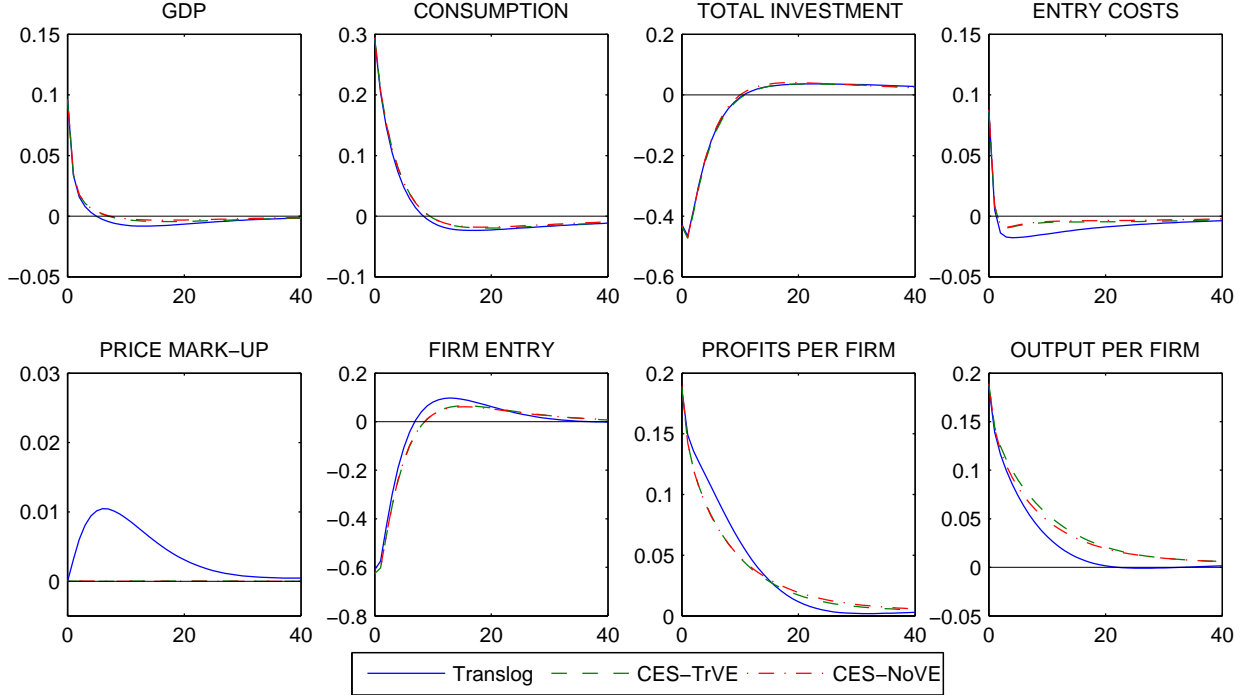 GDP
CONSUMPTION
TOTAL INVESTMENT
ENTRY COSTS
0.15
0.1
0.05
0
−0.05
0 20 40
0.3
0.2
0.1
0
−0.1
0 20 40
0.2
0
−0.2
−0.4
−0.6
0 20 40
0.15
0.1
0.05
0
−0.05
0 20 40
PRICE MARK−UP
FIRM ENTRY
PROFITS PER FIRM
OUTPUT PER FIRM
0.03
0.02
0.01
0
0 20 40
0.2
0
−0.2
−0.4
−0.6
−0.8
0 20 40
0.2
0.15
0.1
0.05
0
0 20 40
0.2
0.15
0.1
0.05
0
−0.05
0 20 40
Translog
CES−TrVE
CES−NoVE